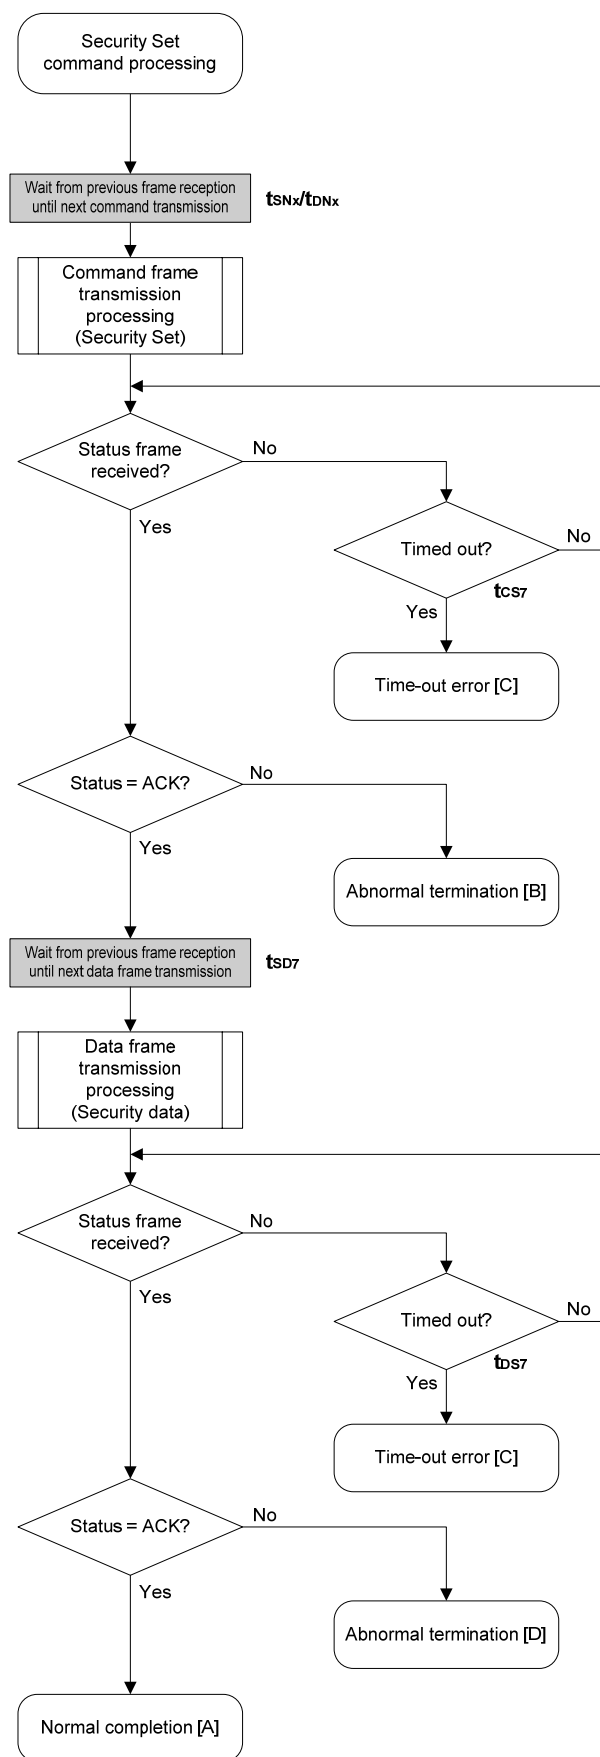 Security Set
command processing
Wait from previous frame reception
until next command transmission
tSNx/tDNx
Command frame
transmission
processing
(Security Set)
Status frame
received?
No
Yes
Timed out?
No
tCS7
Yes
Time-out error [C]
Status = ACK?
No
Yes
Abnormal termination [B]
Wait from previous frame reception
until next data frame transmission
tSD7
Data frame
transmission
processing
(Security data)
Status frame
received?
No
Yes
Timed out?
No
tDS7
Yes
Time-out error [C]
Status = ACK?
No
Yes
Abnormal termination [D]
Normal completion [A]